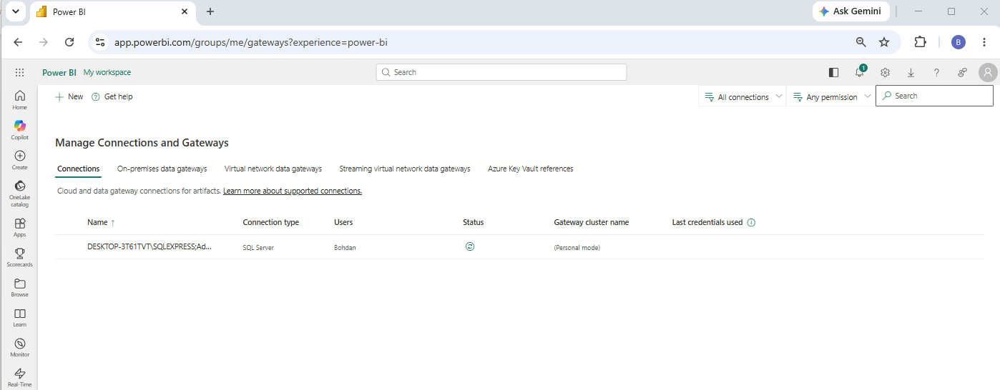 Power BI
Ask Gemini
app.powerbi.com/groups/me/gateways?experience=power-bi
B
Power BI My workspace
Search
1
Home
Copilot
Create
OneLake
catalog
Apps
Scorecards
Browse
Learn
Monitor
Real-Time
New Get help
All connections Any permission Search
Manage Connections and Gateways
Connections On-premises data gateways Virtual network data gateways Streaming virtual network data gateways Azure Key Vault references
Cloud and data gateway connections for artifacts. Learn more about supported connections.
Name ↑ Connection type Users Status Gateway cluster name Last credentials used
DESKTOP-3T61TVT\SQLEXPRESS;Ad... SQL Server Bohdan (Personal mode)